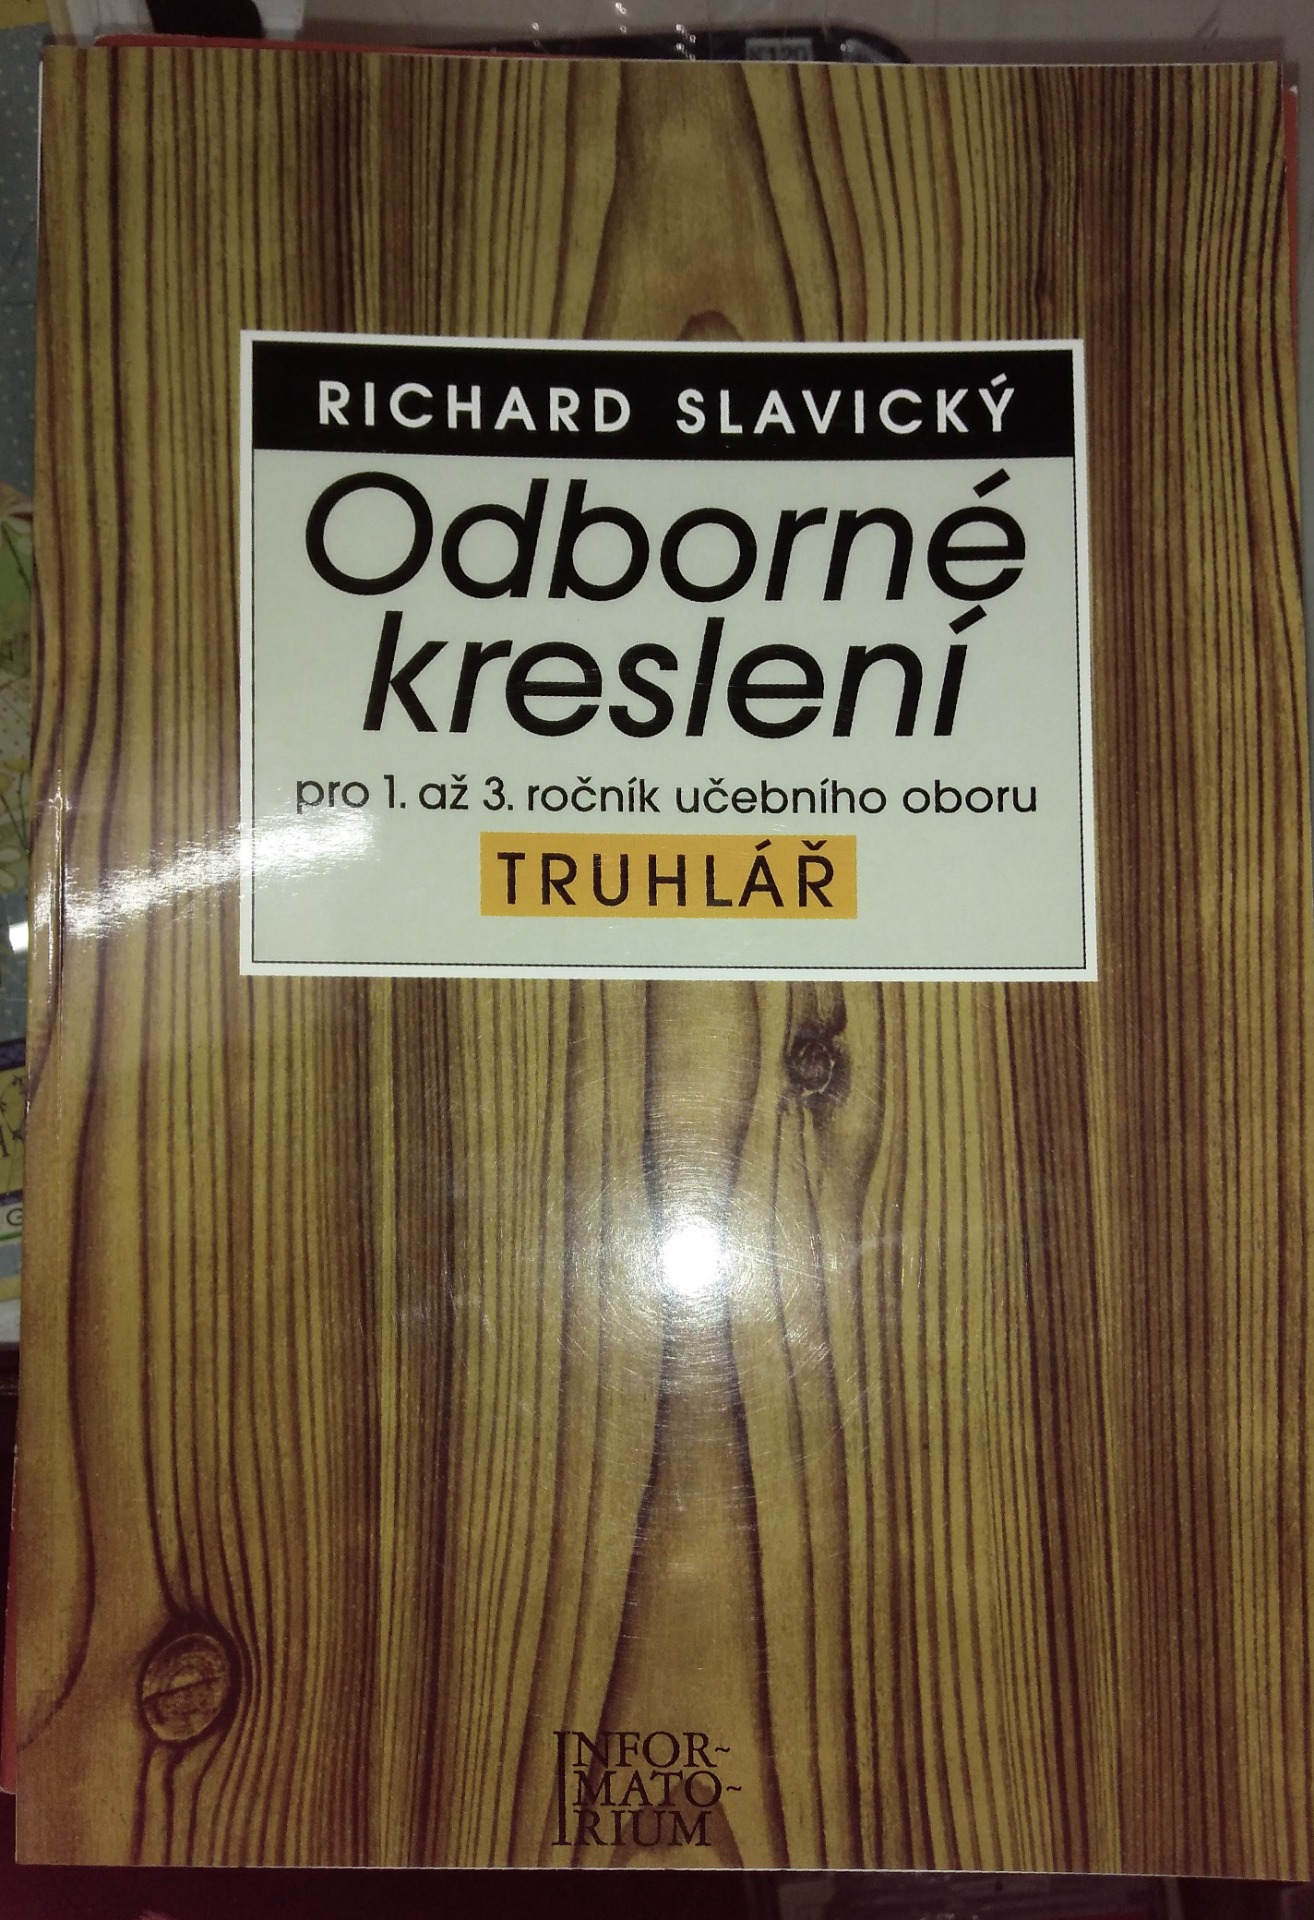 RICHARD SLAVICKÝ
Odborné
kreslení
pro 1. až 3. ročník učebního oboru
TRUHLÁŘ
INFOR~
MATO~
RIUM